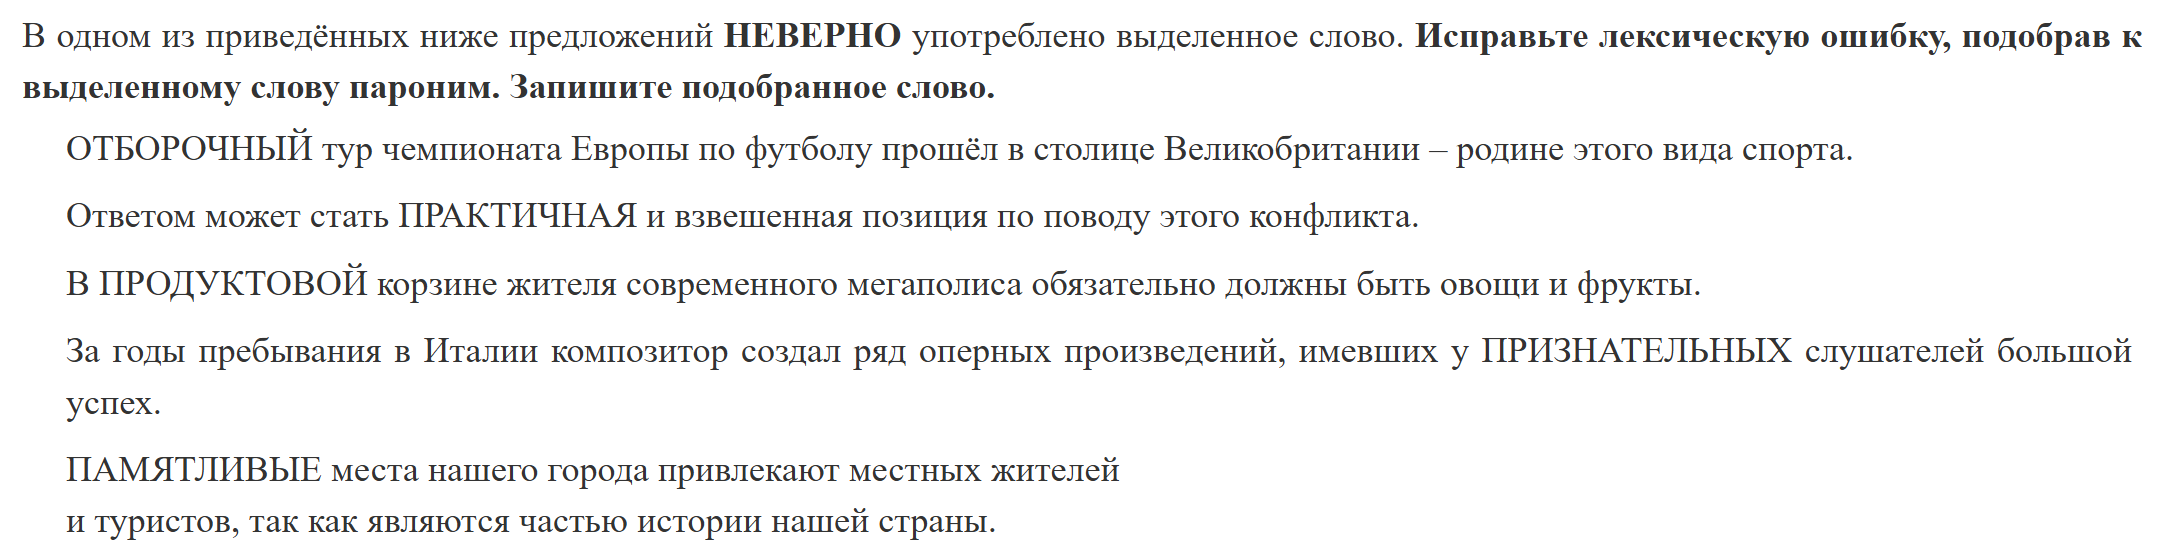 В одном из приведённых ниже предложений НЕВЕРНО употреблено выделенное слово. Исправьте лексическую ошибку, подобрав к
выделенному слову пароним. Запишите подобранное слово.
ОТБОРОЧНЫЙ тур чемпионата Европы по футболу прошёл в столице Великобритании – родине этого вида спорта.
Ответом может стать ПРАКТИЧНАЯ и взвешенная позиция по поводу этого конфликта.
В ПРОДУКТОВОЙ корзине жителя современного мегаполиса обязательно должны быть овощи и фрукты.
За годы пребывания в Италии композитор создал ряд оперных произведений, имевших у ПРИЗНАТЕЛЬНЫХ слушателей большой
успех.
ПАМЯТЛИВЫЕ места нашего города привлекают местных жителей
и туристов, так как являются частью истории нашей страны.